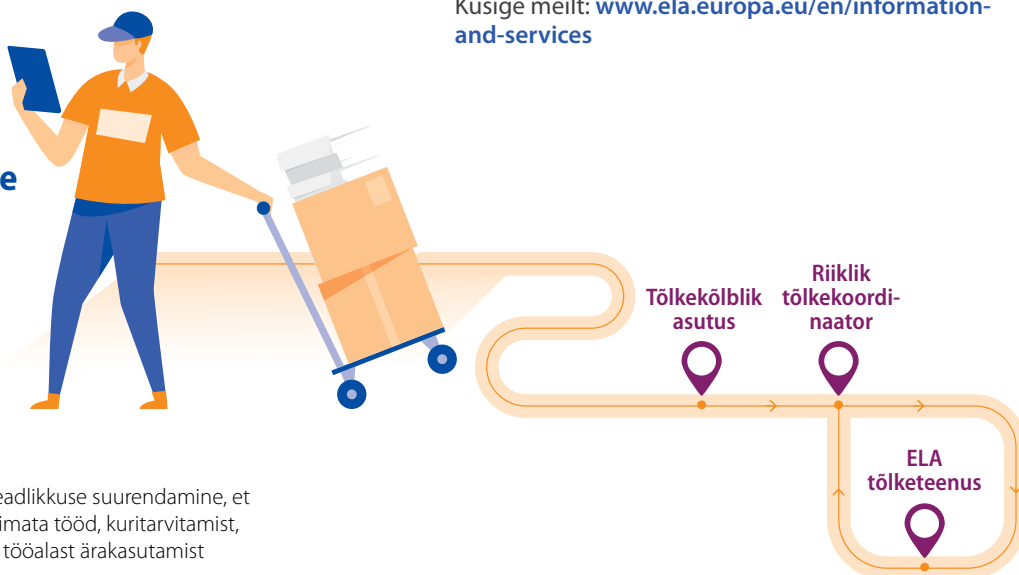 Küsige meilt: www.ela.europa.eu/en/information-
and-services
e
Tõlkekõlblik
asutus
Riiklik
tõlkekoordi-
naator
ELA
tõlketeenus
eadlikkuse suurendamine, et
imata tööd, kuritarvitamist,
tööalast ärakasutamist